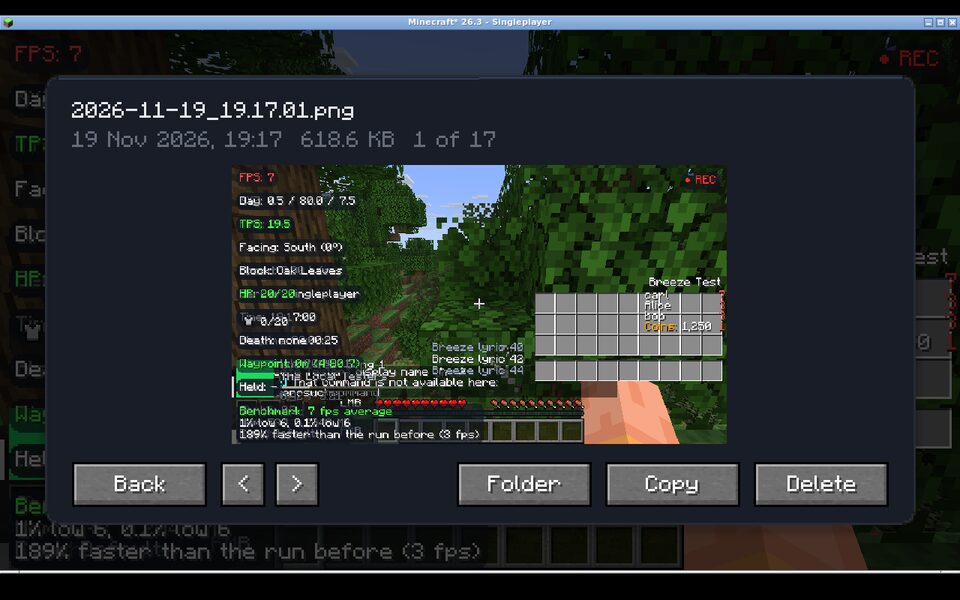 Minecraft* 26.3 - Singleplayer
FPS: 7
REC
2026-11-19_19.17.01.png
19 Nov 2026, 19:17 618.6 KB 1 of 17
FPS: 7
REC
Day: 0.5 / 80.0 / 7.5
TPS: 19.5
Facing: South (0°)
Block: Oak Leaves
Breeze Test
HP: 20/20 ngleplayer
carl
Alice
bob
7:00
0/20
Coins: 1,250
Death: none 00:25
Breeze lyric 40
Breeze lyric 42
Breeze lyric 44
Waypoint:
display name
Held: -
That command is not available here.
LMB
Benchmark: 7 fps average
1% low 6, 0.1% low 6
189% faster than the run before (3 fps)
Back
<
>
Folder
Copy
Delete
1% low 6, 0.1% low 6
189% faster than the run before (3 fps)